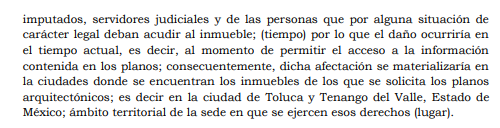 imputados, servidores judiciales y de las personas que por alguna situación de
carácter legal deban acudir al inmueble; (tiempo) por lo que el daño ocurriría en
el tiempo actual, es decir, al momento de permitir el acceso a la información
contenida en los planos; consecuentemente, dicha afectación se materializaría en
la ciudades donde se encuentran los inmuebles de los que se solicita los planos
arquitectónicos; es decir en la ciudad de Toluca y Tenango del Valle, Estado de
México; ámbito territorial de la sede en que se ejercen esos derechos (lugar).